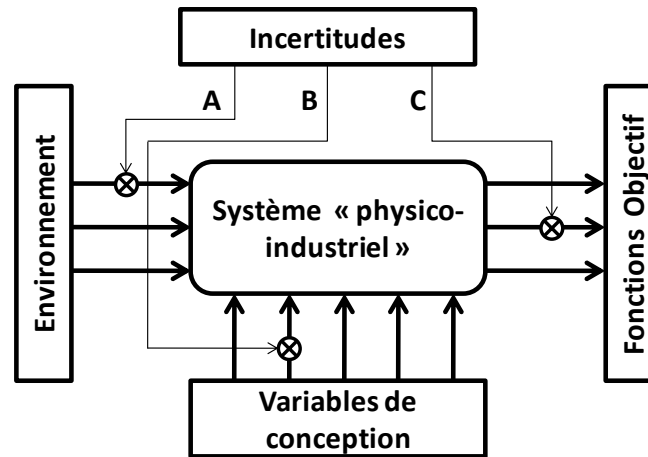 Incertitudes
A B C
Environnement
Système « physico-
industriel »
Fonctions Objectif
Variables de
conception